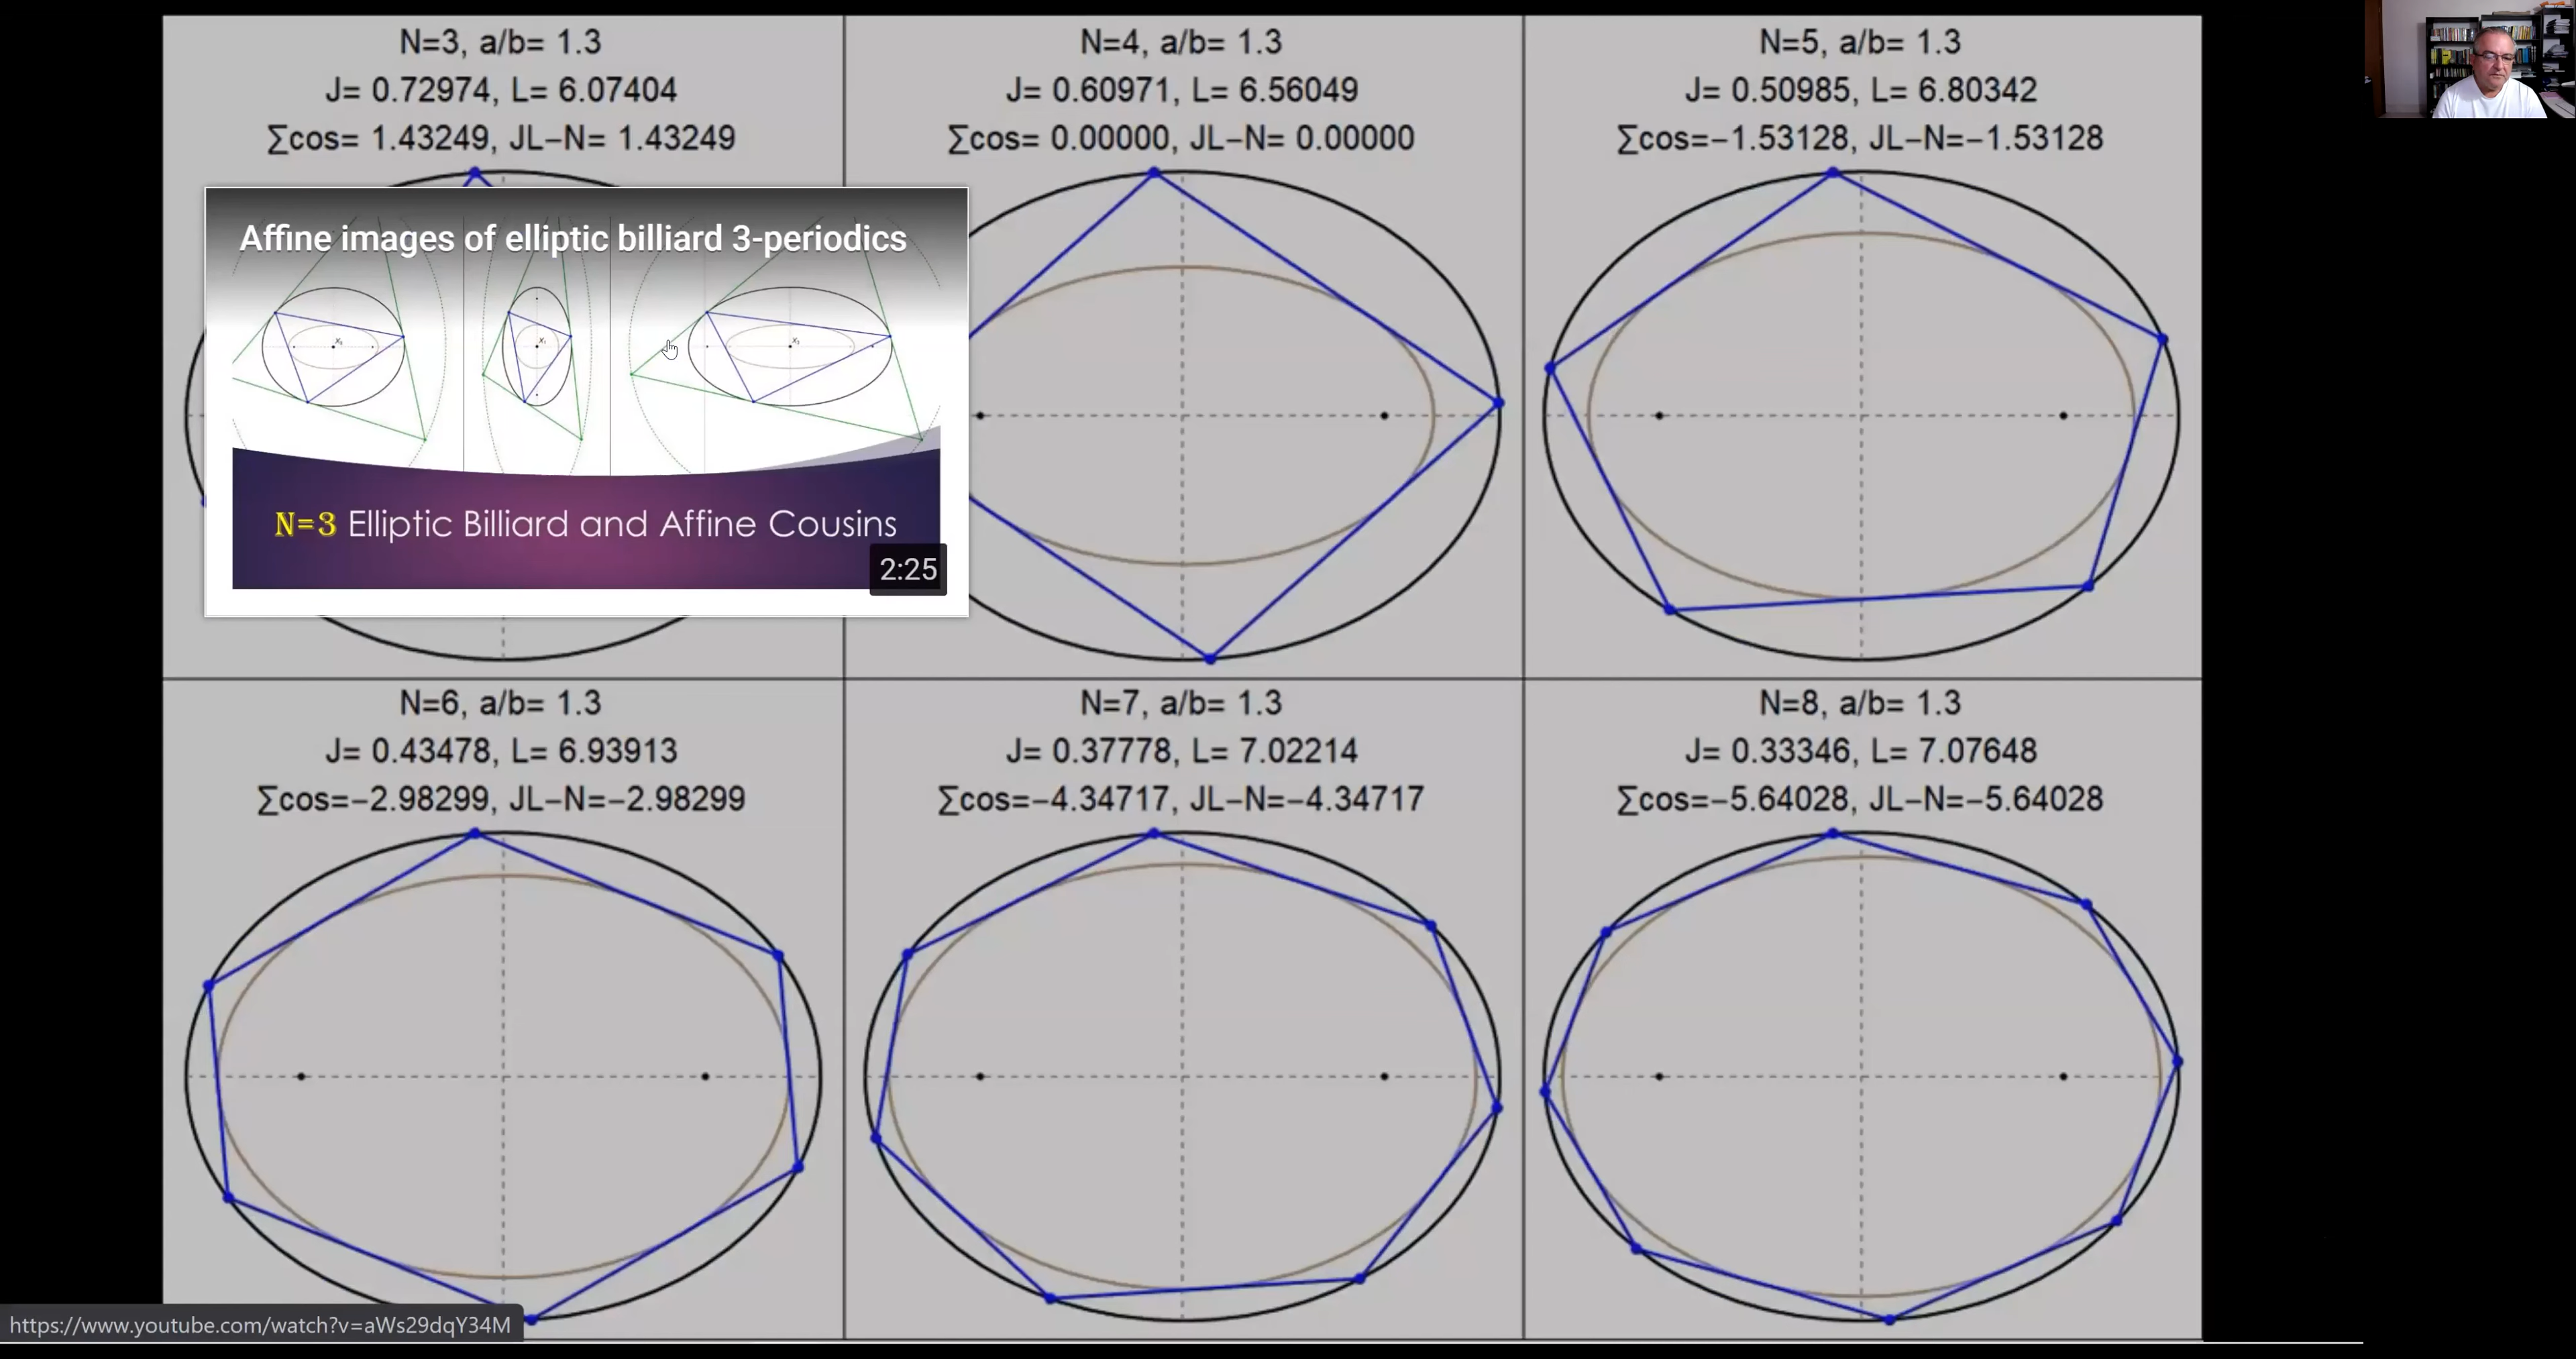 N=3, a/b= 1.3
J= 0.72974, L= 6.07404
∑cos= 1.43249, JL−N= 1.43249
N=4, a/b= 1.3
J= 0.60971, L= 6.56049
∑cos= 0.00000, JL−N= 0.00000
N=5, a/b= 1.3
J= 0.50985, L= 6.80342
∑cos=−1.53128, JL−N=−1.53128
Affine images of elliptic billiard 3-periodics
N=3 Elliptic Billiard and Affine Cousins
2:25
N=6, a/b= 1.3
J= 0.43478, L= 6.93913
∑cos=−2.98299, JL−N=−2.98299
N=7, a/b= 1.3
J= 0.37778, L= 7.02214
∑cos=−4.34717, JL−N=−4.34717
N=8, a/b= 1.3
J= 0.33346, L= 7.07648
∑cos=−5.64028, JL−N=−5.64028
https://www.youtube.com/watch?v=aWs29dqY34M